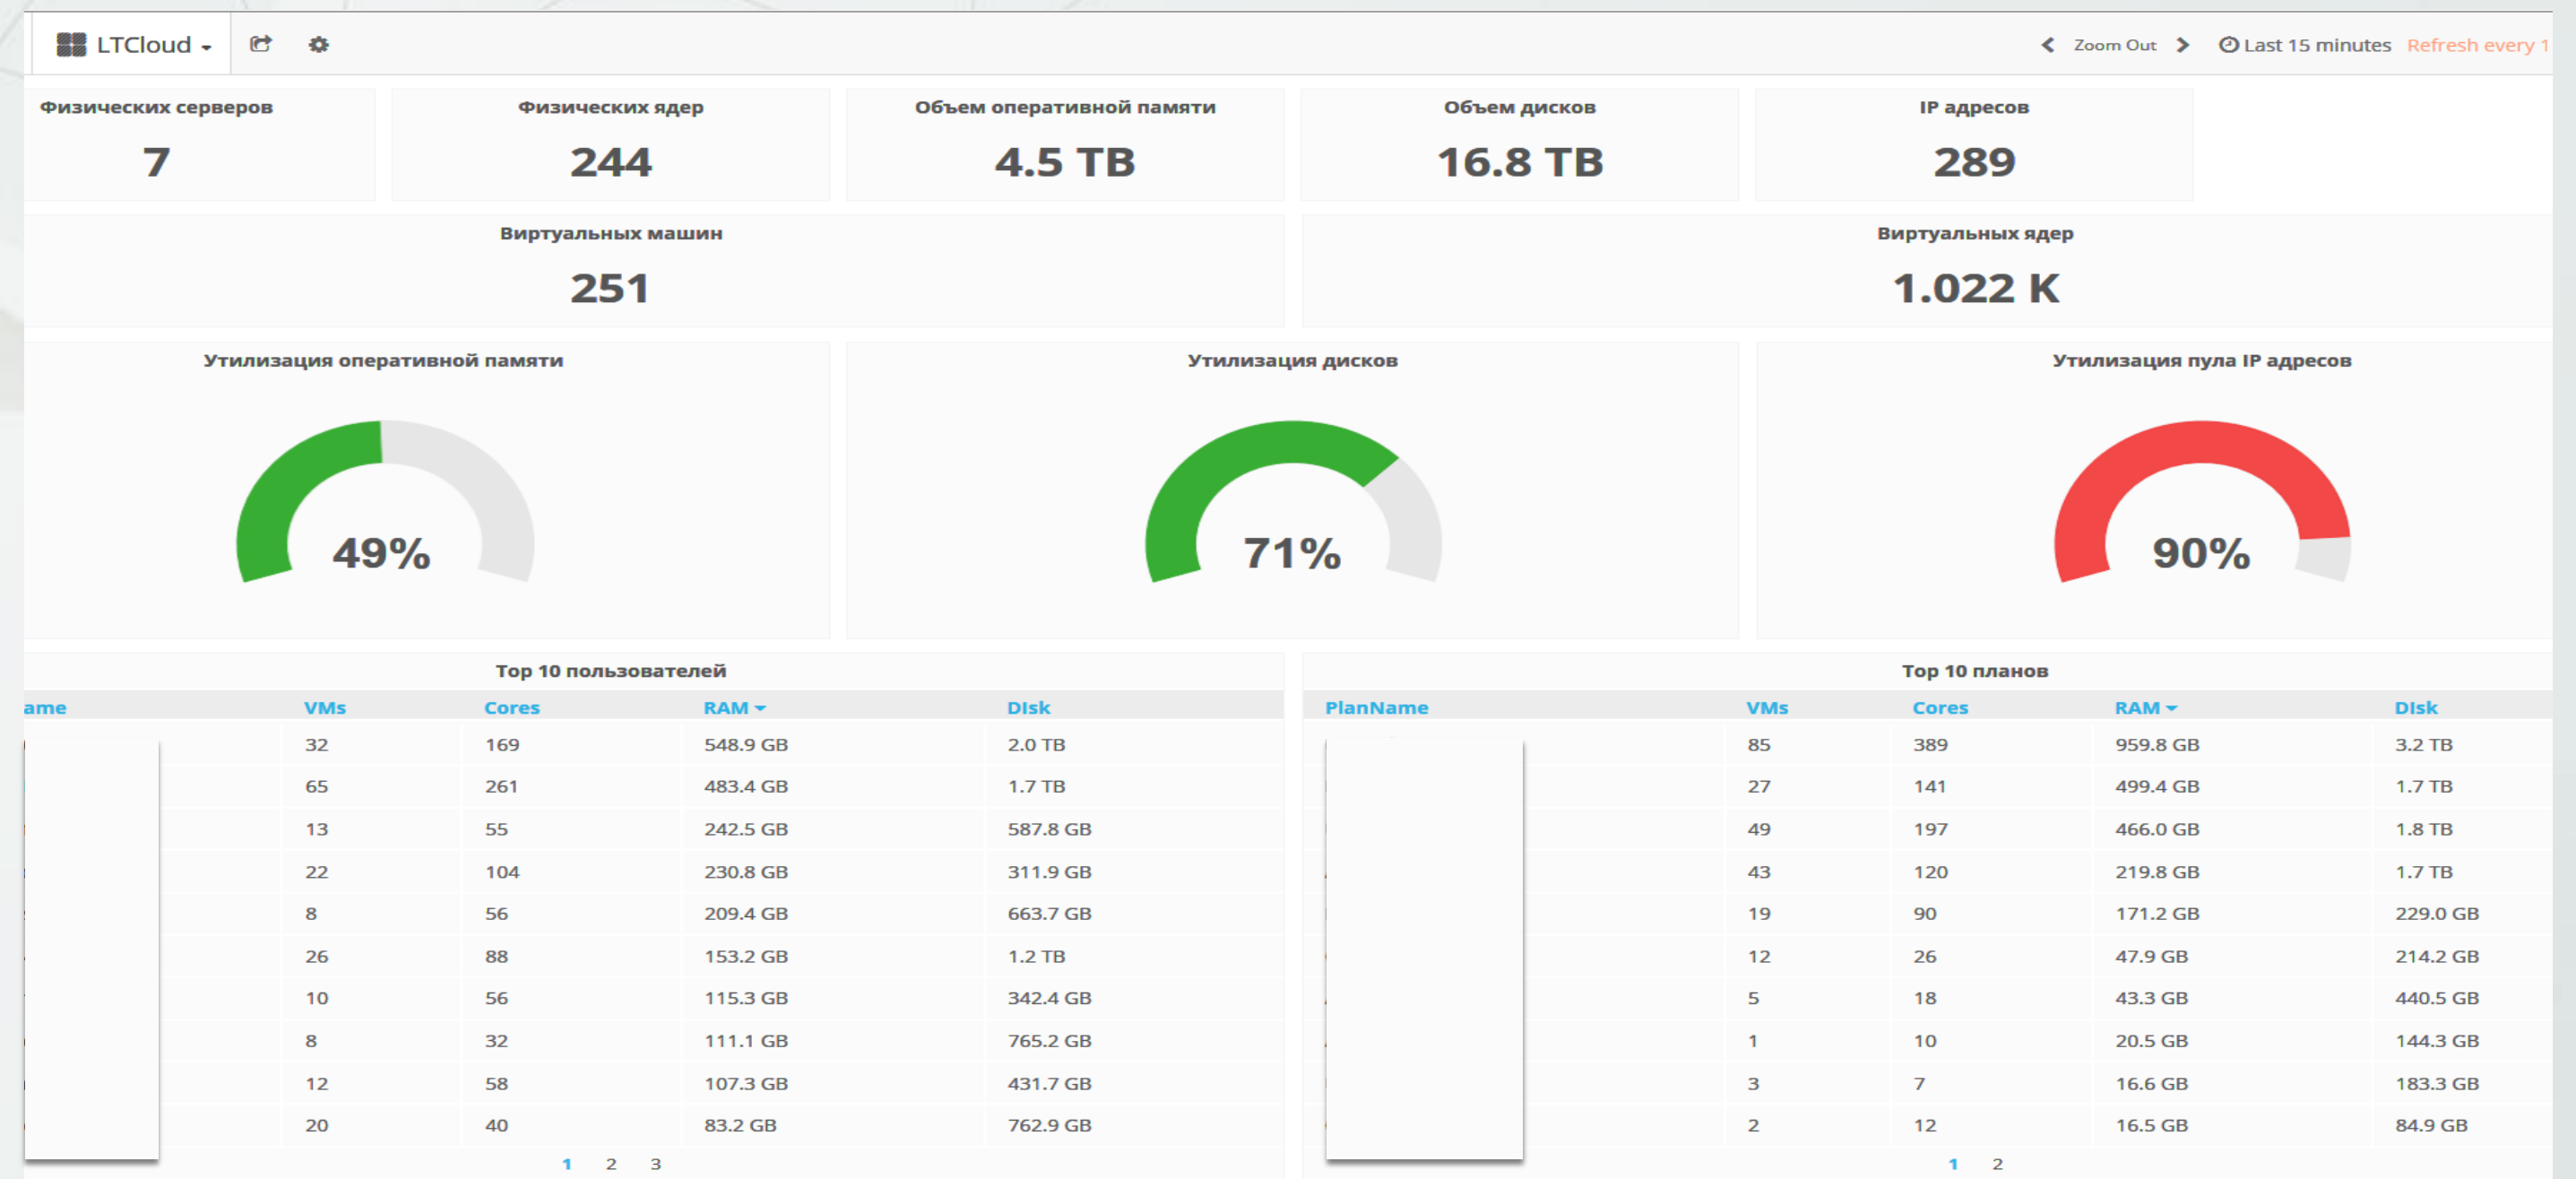 LTCloud
Zoom Out Last 15 minutes Refresh every 1
Физических серверов
7
Физических ядер
244
Объем оперативной памяти
4.5 TB
Объем дисков
16.8 TB
IP адресов
289
Виртуальных машин
251
Виртуальных ядер
1.022 K
Утилизация оперативной памяти
49%
Утилизация дисков
71%
Утилизация пула IP адресов
90%
Top 10 пользователей
ame VMs Cores RAM DIsk
32 169 548.9 GB 2.0 TB
65 261 483.4 GB 1.7 TB
13 55 242.5 GB 587.8 GB
22 104 230.8 GB 311.9 GB
8 56 209.4 GB 663.7 GB
26 88 153.2 GB 1.2 TB
10 56 115.3 GB 342.4 GB
8 32 111.1 GB 765.2 GB
12 58 107.3 GB 431.7 GB
20 40 83.2 GB 762.9 GB
1 2 3
Top 10 планов
PlanName VMs Cores RAM DIsk
85 389 959.8 GB 3.2 TB
27 141 499.4 GB 1.7 TB
49 197 466.0 GB 1.8 TB
43 120 219.8 GB 1.7 TB
19 90 171.2 GB 229.0 GB
12 26 47.9 GB 214.2 GB
5 18 43.3 GB 440.5 GB
1 10 20.5 GB 144.3 GB
3 7 16.6 GB 183.3 GB
2 12 16.5 GB 84.9 GB
1 2